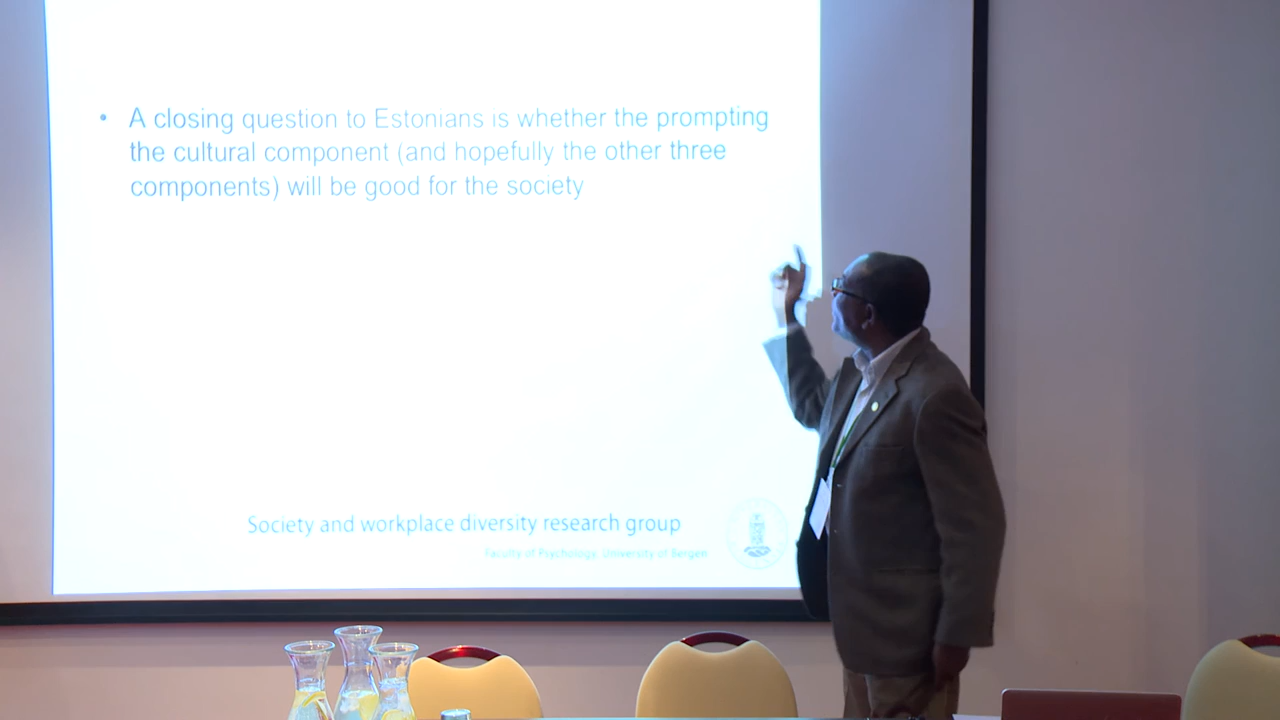 • A closing question to Estonians is whether the prompting
the cultural component (and hopefully the other three
components) will be good for the society
Society and workplace diversity research group
Faculty of Psychology, University of Bergen